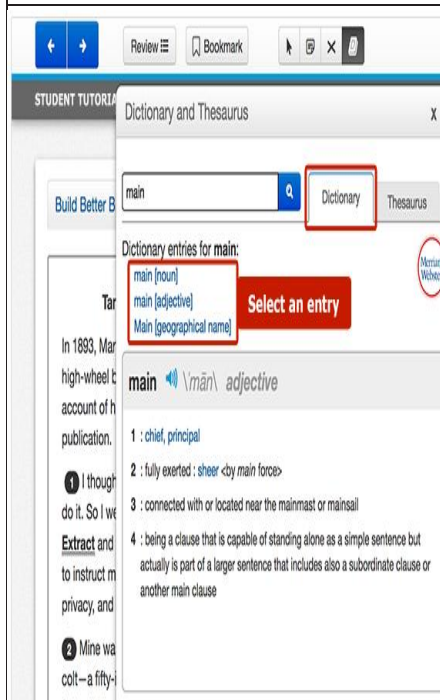 Review
Bookmark
STUDENT TUTORIA
Dictionary and Thesaurus
x
Build Better B
main
Dictionary
Thesaurus
Dictionary entries for main:
Merriam
Webste
main [noun]
main [adjective]
Main [geographical name]
Select an entry
Tar
In 1893, Mar
high-wheel b
account of h
publication.
1 I though
do it. So I we
Extract and
to instruct m
privacy, and
2 Mine wa
colt—a fifty-i
main \ˈmān\ adjective
1 : chief, principal
2 : fully exerted : sheer <by main force>
3 : connected with or located near the mainmast or mainsail
4 : being a clause that is capable of standing alone as a simple sentence but
actually is part of a larger sentence that includes also a subordinate clause or
another main clause